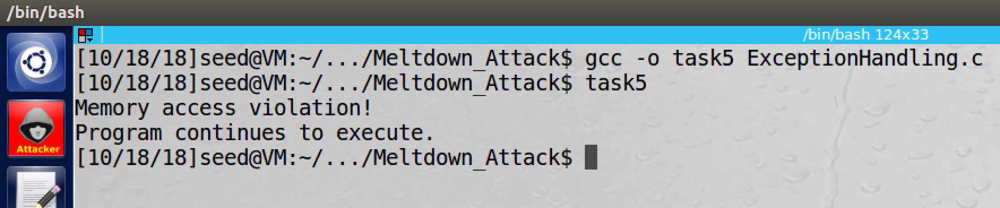 /bin/bash
/bin/bash 124x33
[10/18/18]seed@VM:~/.../Meltdown_Attack$ gcc -o task5 ExceptionHandling.c
[10/18/18]seed@VM:~/.../Meltdown_Attack$ task5
Memory access violation!
Program continues to execute.
[10/18/18]seed@VM:~/.../Meltdown_Attack$
Attacker